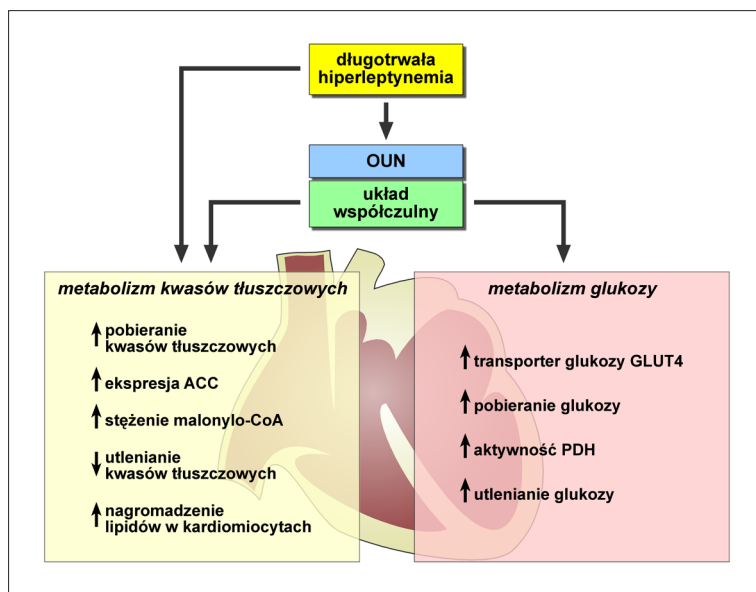 długotrwała
hiperleptynemia
OUN
układ
współczulny
metabolizm kwasów tłuszczowych
pobieranie
kwasów tłuszczowych
ekspresja ACC
stężenie malonylo-CoA
utlenianie
kwasów tłuszczowych
nagromadzenie
lipidów w kardiomiocytach
metabolizm glukozy
transporter glukozy GLUT4
pobieranie glukozy
aktywność PDH
utlenianie glukozy